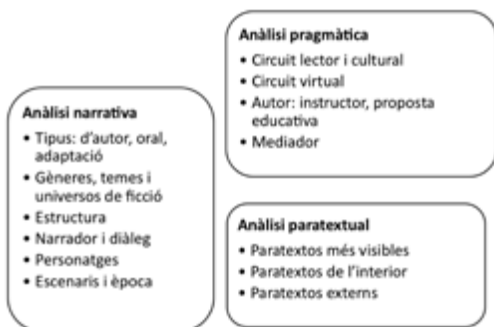 Anàlisi narrativa
• Tipus: d'autor, oral,
adaptació
• Gèneres, temes i
universos de ficció
• Estructura
• Narrador i diàleg
• Personatges
• Escenaris i època
Anàlisi pragmàtica
• Circuit lector i cultural
• Circuit virtual
• Autor: instructor, proposta
educativa
• Mediador
Anàlisi paratextual
• Paratextos més visibles
• Paratextos de l'interior
• Paratextos externs